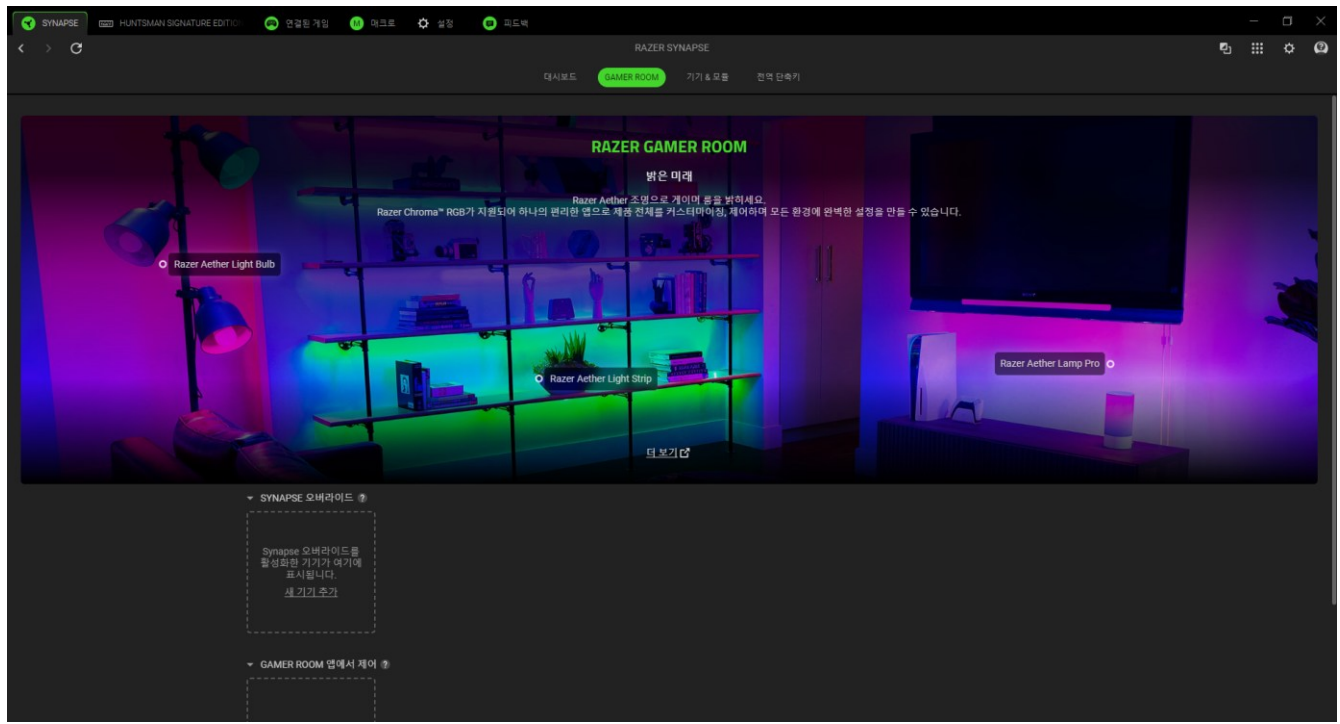 SYNAPSE
HUNTSMAN SIGNATURE EDITIO
연결된 게임
매크로
설정
피드백
RAZER SYNAPSE
대시보드
GAMER ROOM
기기 & 모듈
전역 단축키
RAZER GAMER ROOM
밝은 미래
Razer Aether 조명으로 게이머 룸을 밝히세요.
Razer Chroma™ RGB가 지원되어 하나의 편리한 앱으로 제품 전체를 커스터마이징, 제어하며 모든 환경에 완벽한 설정을 만들 수 있습니다.
Razer Aether Light Bulb
Razer Aether Lamp Pro
Razer Aether Light Strip
더 보기
SYNAPSE 오버라이드
Synapse 오버라이드를
활성화한 기기가 여기에
표시됩니다.
새 기기 추가
GAMER ROOM 앱에서 제어